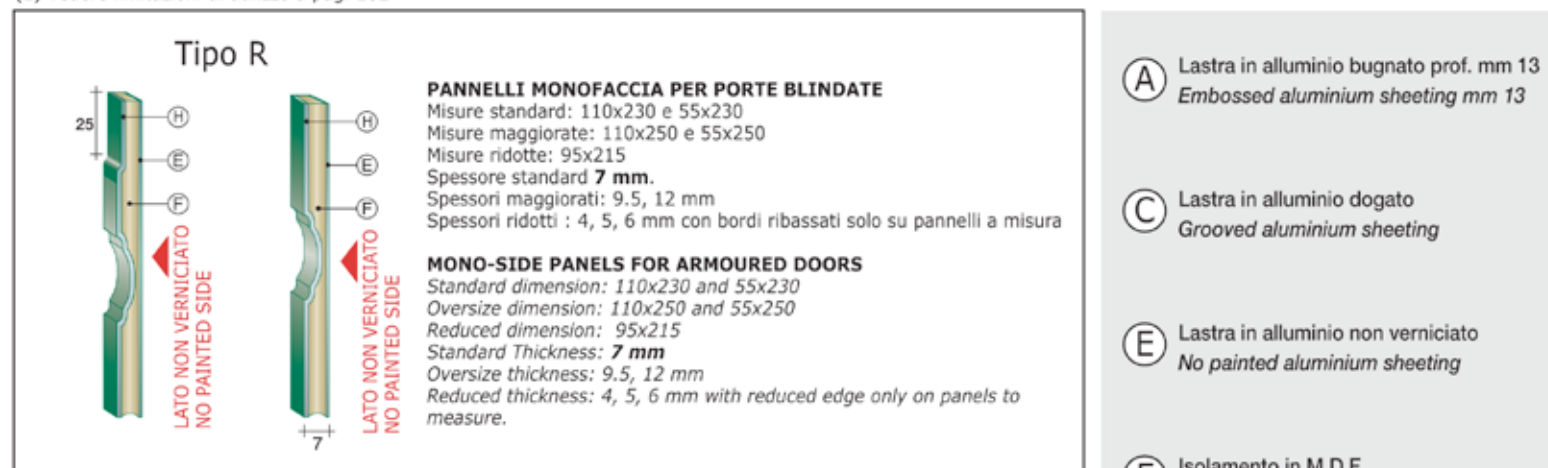 Tipo R
25
H
E
F
LATO NON VERNICIATO
NO PAINTED SIDE
H
E
F
LATO NON VERNICIATO
NO PAINTED SIDE
7
PANNELLI MONOFACCIA PER PORTE BLINDATE
Misure standard: 110x230 e 55x230
Misure maggiorate: 110x250 e 55x250
Misure ridotte: 95x215
Spessore standard 7 mm.
Spessori maggiorati: 9.5, 12 mm
Spessori ridotti : 4, 5, 6 mm con bordi ribassati solo su pannelli a misura
MONO-SIDE PANELS FOR ARMOURED DOORS
Standard dimension: 110x230 and 55x230
Oversize dimension: 110x250 and 55x250
Reduced dimension: 95x215
Standard Thickness: 7 mm
Oversize thickness: 9.5, 12 mm
Reduced thickness: 4, 5, 6 mm with reduced edge only on panels to
measure.
A
Lastra in alluminio bugnato prof. mm 13
Embossed aluminium sheeting mm 13
C
Lastra in alluminio dogato
Grooved aluminium sheeting
E
Lastra in alluminio non verniciato
No painted aluminium sheeting
Isolamento in M.D.F.